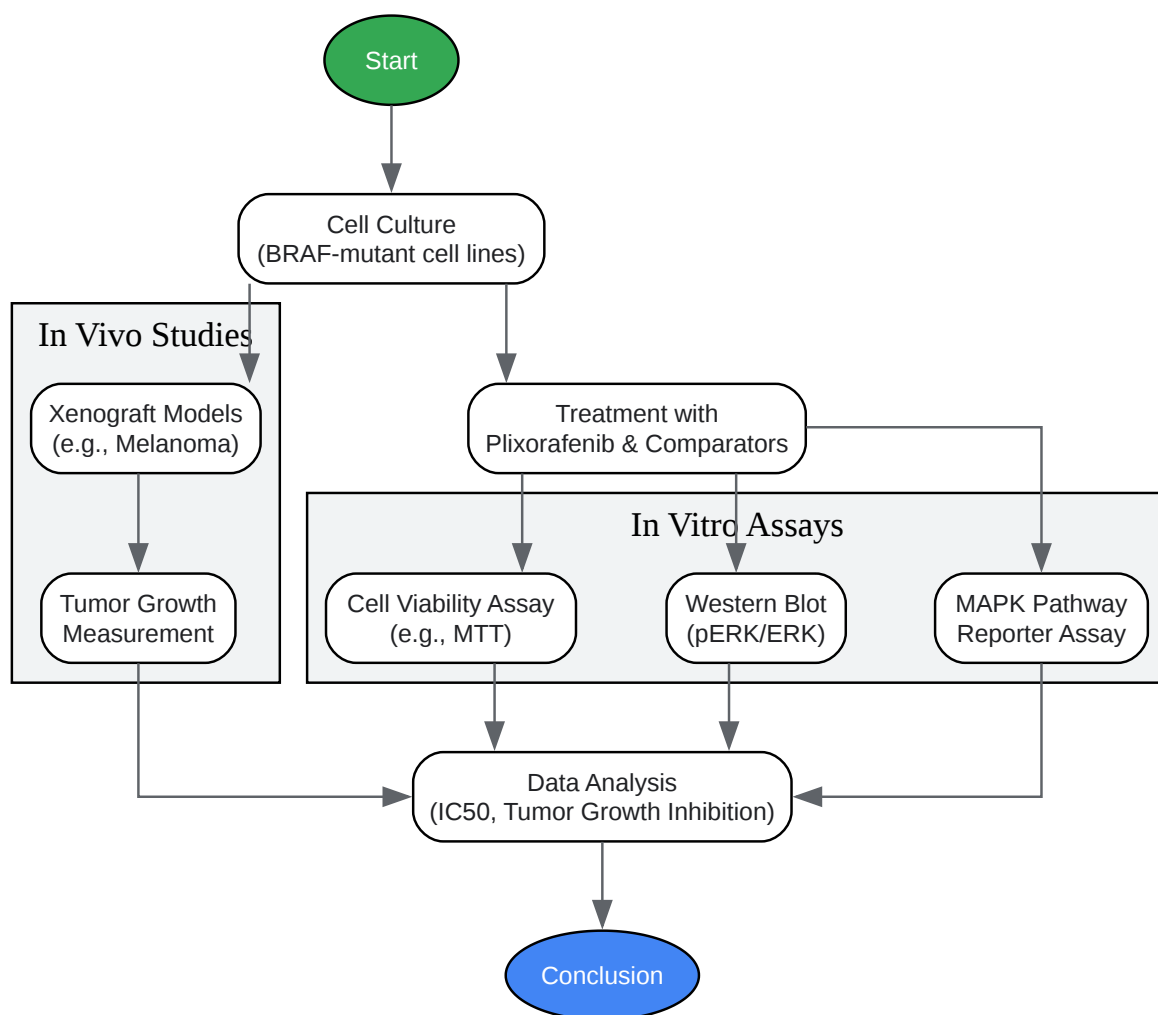 Start
Cell Culture
(BRAF-mutant cell lines)
In Vivo Studies
Xenograft Models
(e.g., Melanoma)
Treatment with
Plixorafenib & Comparators
In Vitro Assays
Tumor Growth
Measurement
Cell Viability Assay
(e.g., MTT)
Western Blot
(pERK/ERK)
MAPK Pathway
Reporter Assay
Data Analysis
(IC50, Tumor Growth Inhibition)
Conclusion